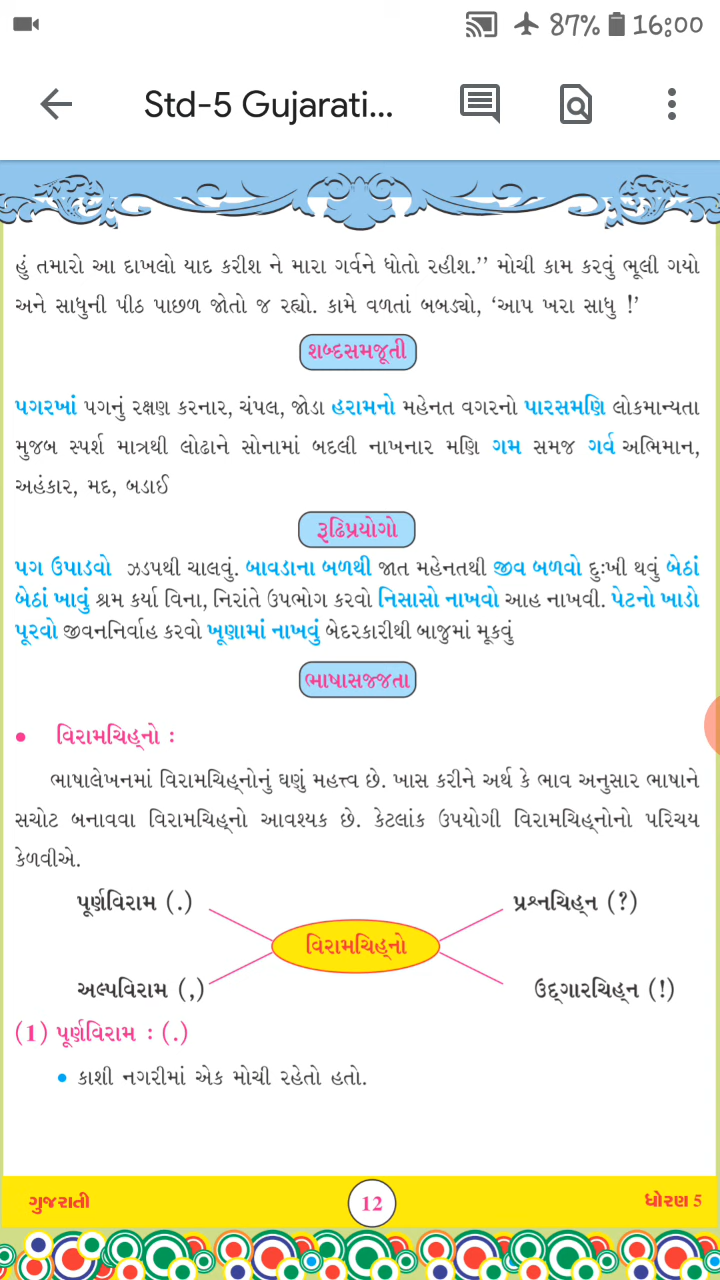 87% 16:00
Std-5 Gujarati...
હું તમારો આ દાખલો યાદ કરીશ ને મારા ગર્વને ધોતો રહીશ.’’ મોચી કામ કરવું ભૂલી ગયો
અને સાધુની પીઠ પાછળ જોતો જ રહ્યો. કામે વળતાં બબડ્યો, ‘આપ ખરા સાધુ !’
શબ્દસમજૂતી
પગરખાં પગનું રક્ષણ કરનાર, ચંપલ, જોડા હરામનો મહેનત વગરનો પારસમણિ લોકમાન્યતા
મુજબ સ્પર્શ માત્રથી લોઢાને સોનામાં બદલી નાખનાર મણિ ગમ સમજ ગર્વ અભિમાન,
અહંકાર, મદ, બડાઈ
રૂઢિપ્રયોગો
પગ ઉપાડવો ઝડપથી ચાલવું. બાવડાના બળથી જાત મહેનતથી જીવ બળવો દુઃખી થવું બેઠાં
બેઠાં ખાવું શ્રમ કર્યા વિના, નિરાંતે ઉપભોગ કરવો નિસાસો નાખવો આહ નાખવી. પેટનો ખાડો
પૂરવો જીવનનિર્વાહ કરવો ખૂણામાં નાખવું બેદરકારીથી બાજુમાં મૂકવું
ભાષાસજ્જતા
• વિરામચિહ્નો :
ભાષાલેખનમાં વિરામચિહ્નોનું ઘણું મહત્ત્વ છે. ખાસ કરીને અર્થ કે ભાવ અનુસાર ભાષાને
સચોટ બનાવવા વિરામચિહ્નો આવશ્યક છે. કેટલાંક ઉપયોગી વિરામચિહ્નોનો પરિચય
કેળવીએ.
પૂર્ણવિરામ (.) પ્રશ્નચિહ્ન (?)
વિરામચિહ્નો
અલ્પવિરામ (,) ઉદ્‌ગારચિહ્ન (!)
(1) પૂર્ણવિરામ : (.)
• કાશી નગરીમાં એક મોચી રહેતો હતો.
ગુજરાતી 12 ધોરણ 5